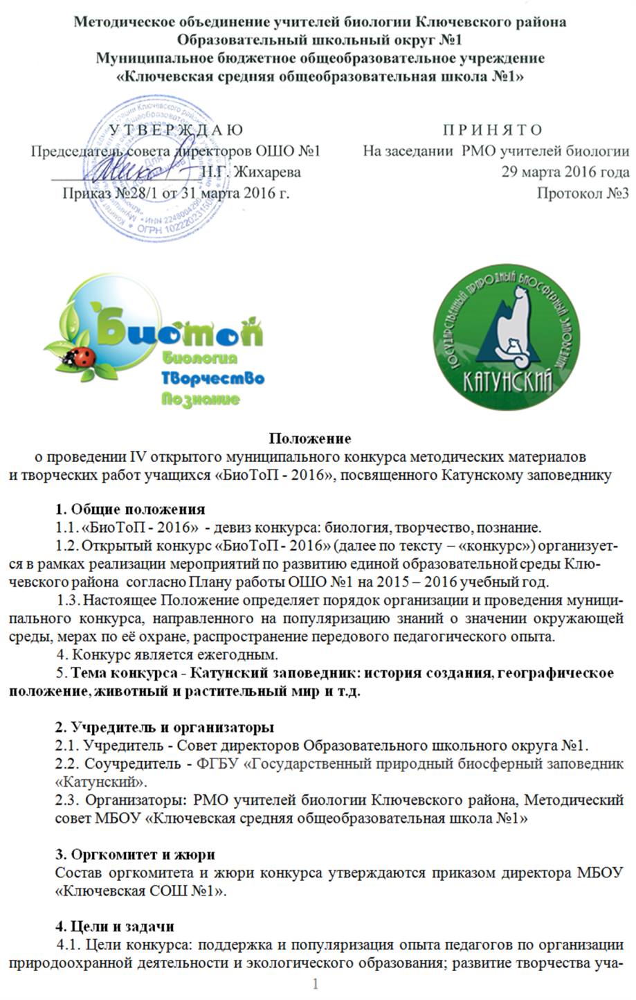 Методическое объединение учителей биологии Ключевского района
Образовательный школьный округ №1
Муниципальное бюджетное общеобразовательное учреждение
«Ключевская средняя общеобразовательная школа №1»
У Т В Е Р Ж Д А Ю
Председатель совета директоров ОШО №1
Н.Г. Жихарева
Приказ №28/1 от 31 марта 2016 г.
П Р И Н Я Т О
На заседании РМО учителей биологии
29 марта 2016 года
Протокол №3
Для документов
ИНН 2248004290
ОГРН
БиоТоП
Биология
Творчество
Познание
ГОСУДАРСТВЕННЫЙ ПРИРОДНЫЙ БИОСФЕРНЫЙ ЗАПОВЕДНИК
КАТУНСКИЙ
Положение
о проведении IV открытого муниципального конкурса методических материалов
и творческих работ учащихся «БиоТоП - 2016», посвященного Катунскому заповеднику
1. Общие положения
1.1. «БиоТоП - 2016» - девиз конкурса: биология, творчество, познание.
1.2. Открытый конкурс «БиоТоП - 2016» (далее по тексту – «конкурс») организует-
ся в рамках реализации мероприятий по развитию единой образовательной среды Клю-
чевского района согласно Плану работы ОШО №1 на 2015 – 2016 учебный год.
1.3. Настоящее Положение определяет порядок организации и проведения муници-
пального конкурса, направленного на популяризацию знаний о значении окружающей
среды, мерах по её охране, распространение передового педагогического опыта.
4. Конкурс является ежегодным.
5. Тема конкурса - Катунский заповедник: история создания, географическое
положение, животный и растительный мир и т.д.
2. Учредитель и организаторы
2.1. Учредитель - Совет директоров Образовательного школьного округа №1.
2.2. Соучредитель - ФГБУ «Государственный природный биосферный заповедник
«Катунский».
2.3. Организаторы: РМО учителей биологии Ключевского района, Методический
совет МБОУ «Ключевская средняя общеобразовательная школа №1»
3. Оргкомитет и жюри
Состав оргкомитета и жюри конкурса утверждаются приказом директора МБОУ
«Ключевская СОШ №1».
4. Цели и задачи
4.1. Цели конкурса: поддержка и популяризация опыта педагогов по организации
природоохранной деятельности и экологического образования; развитие творчества уча-
1